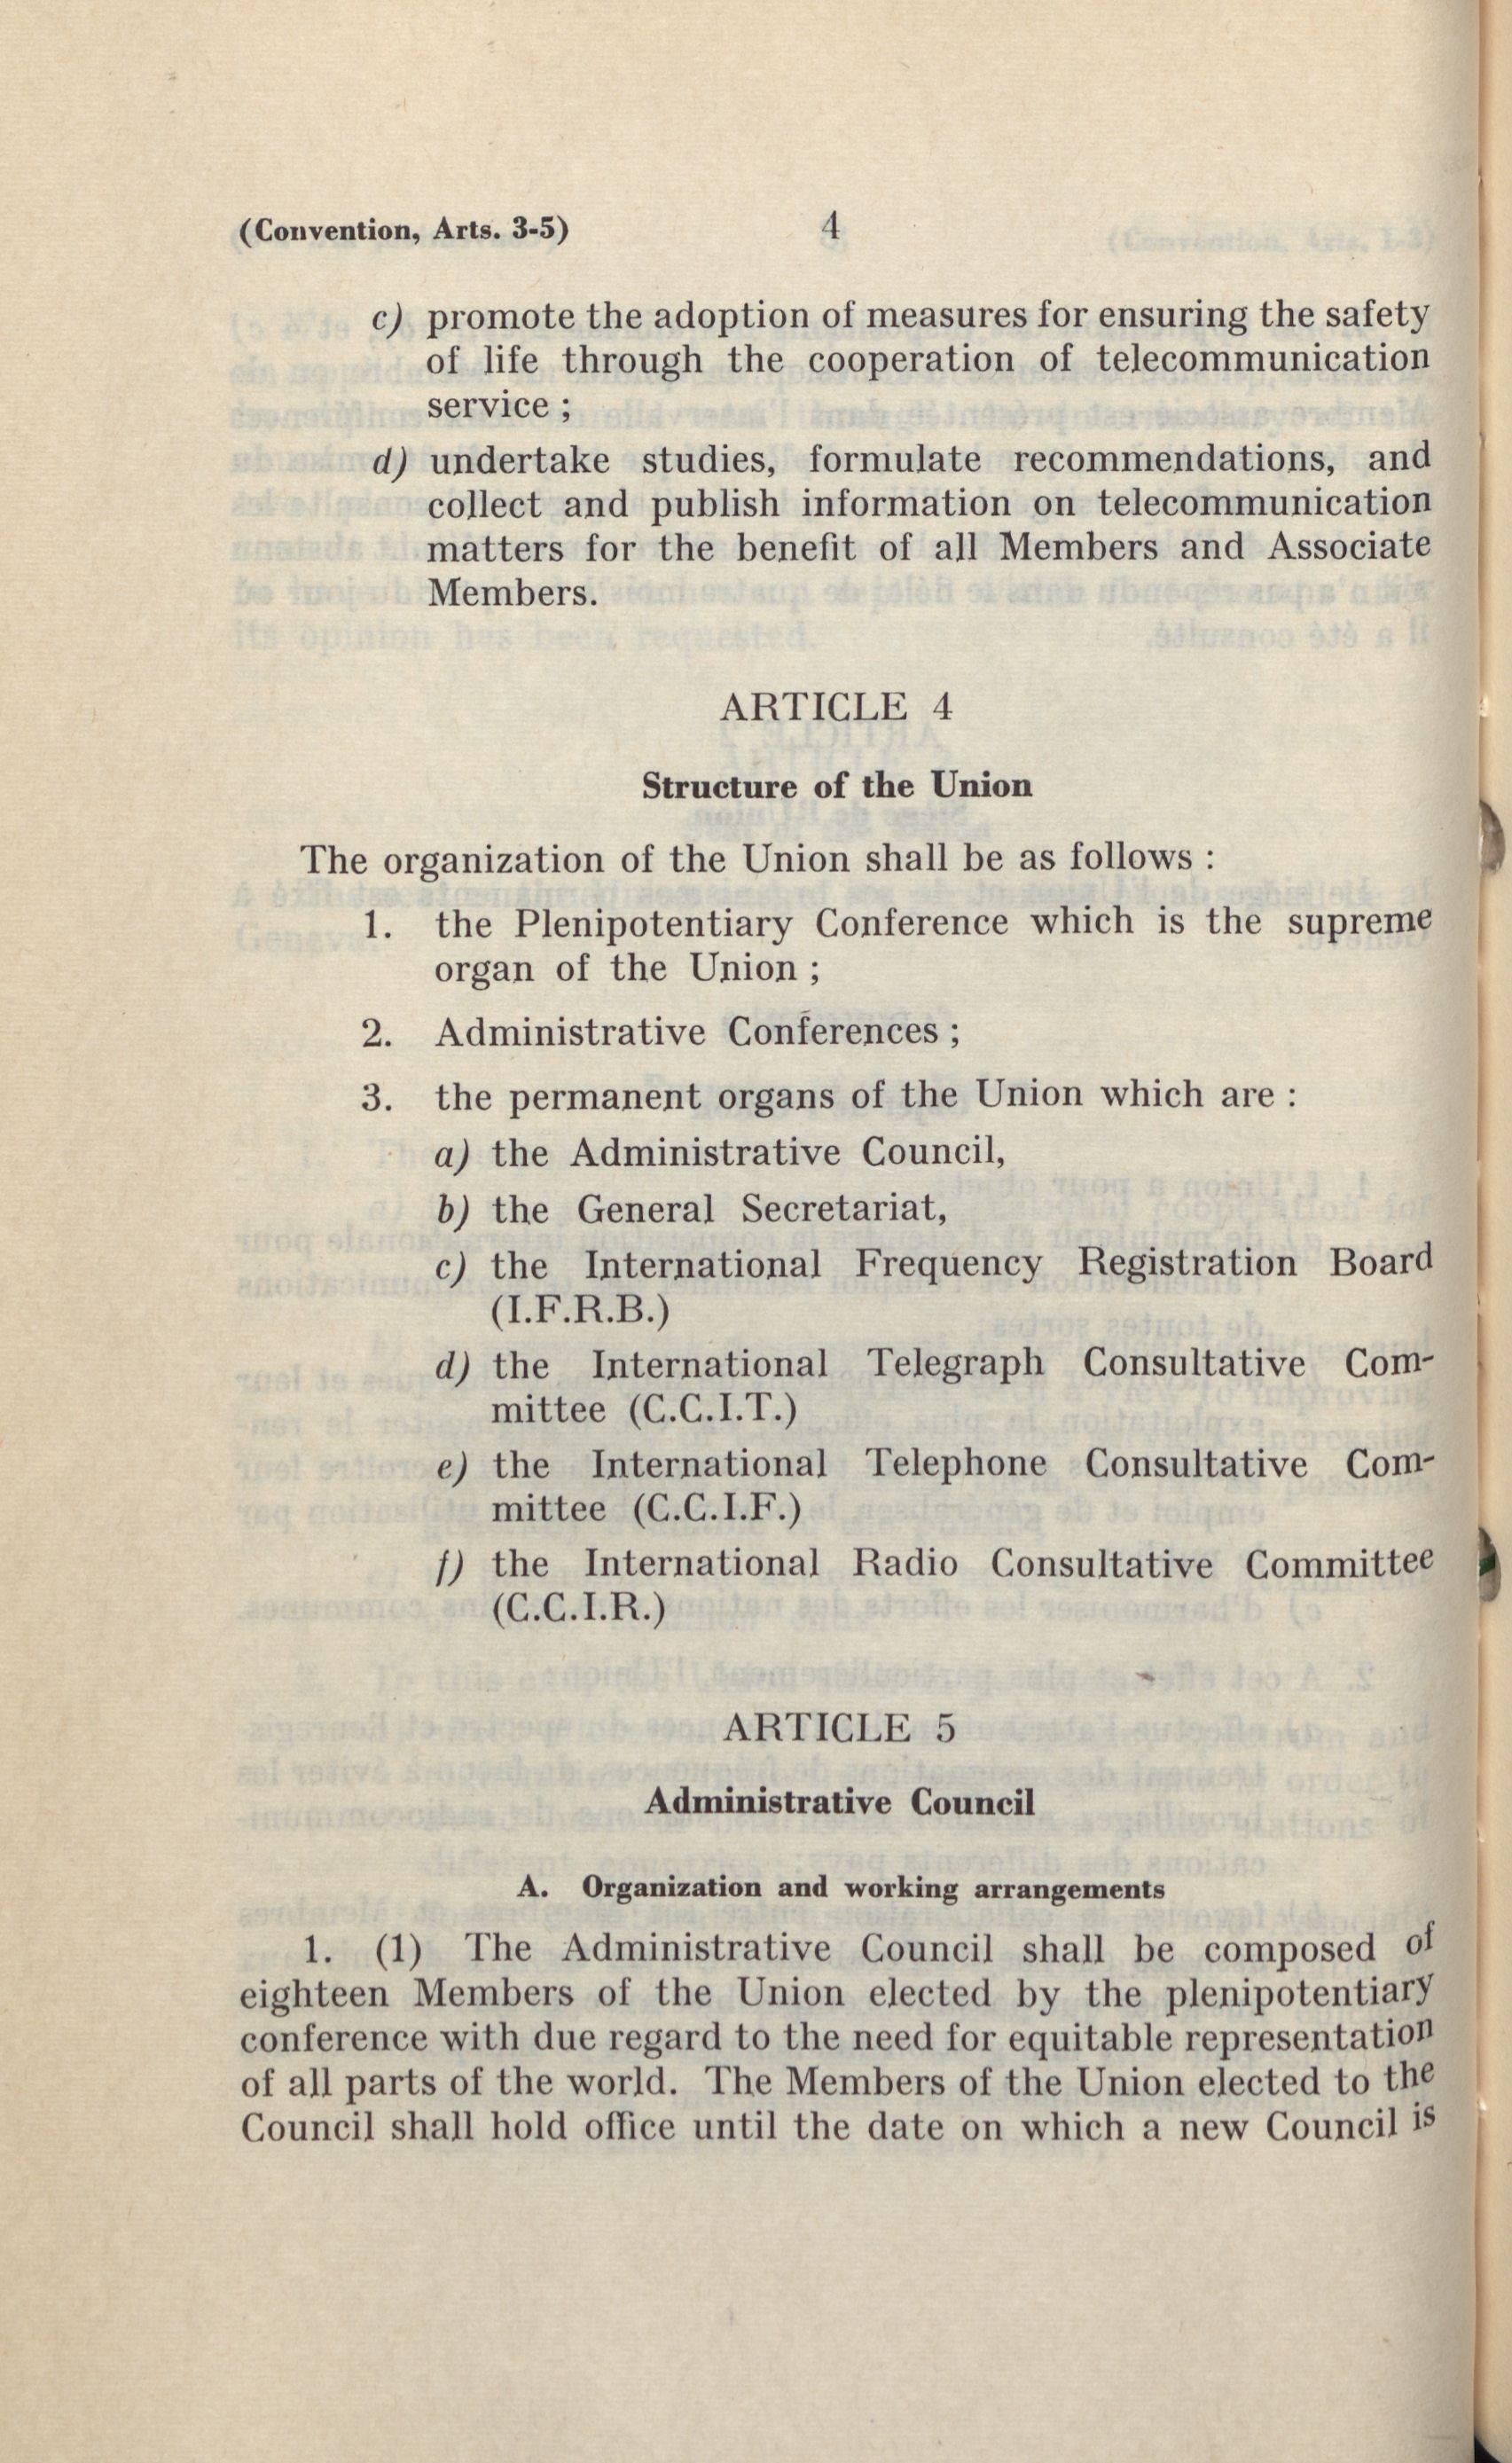 (Convention, Arts. 3-5)
4
c) promote the adoption of measures for ensuring the safety
of life through the cooperation of telecommunication
service ;
d) undertake studies, formulate recommendations, and
collect and publish information on telecommunication
matters for the benefit of all Members and Associate
Members.
ARTICLE 4
Structure of the Union
The organization of the Union shall be as follows :
1. the Plenipotentiary Conference which is the supreme
organ of the Union ;
2. Administrative Conferences ;
3. the permanent organs of the Union which are :
a) the Administrative Council,
b) the General Secretariat,
c) the International Frequency Registration Board
(I.F.R.B.)
d) the International Telegraph Consultative Com-
mittee (C.C.I.T.)
e) the International Telephone Consultative Com-
mittee (C.C.I.F.)
f) the International Radio Consultative Committee
(C.C.I.R.)
ARTICLE 5
Administrative Council
A. Organization and working arrangements
1. (1) The Administrative Council shall be composed of
eighteen Members of the Union elected by the plenipotentiary
conference with due regard to the need for equitable representation
of all parts of the world. The Members of the Union elected to the
Council shall hold office until the date on which a new Council is